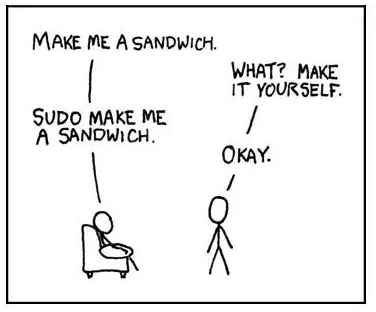 MAKE ME A SANDWICH.
WHAT? MAKE
IT YOURSELF.
SUDO MAKE ME
A SANDWICH.
OKAY.